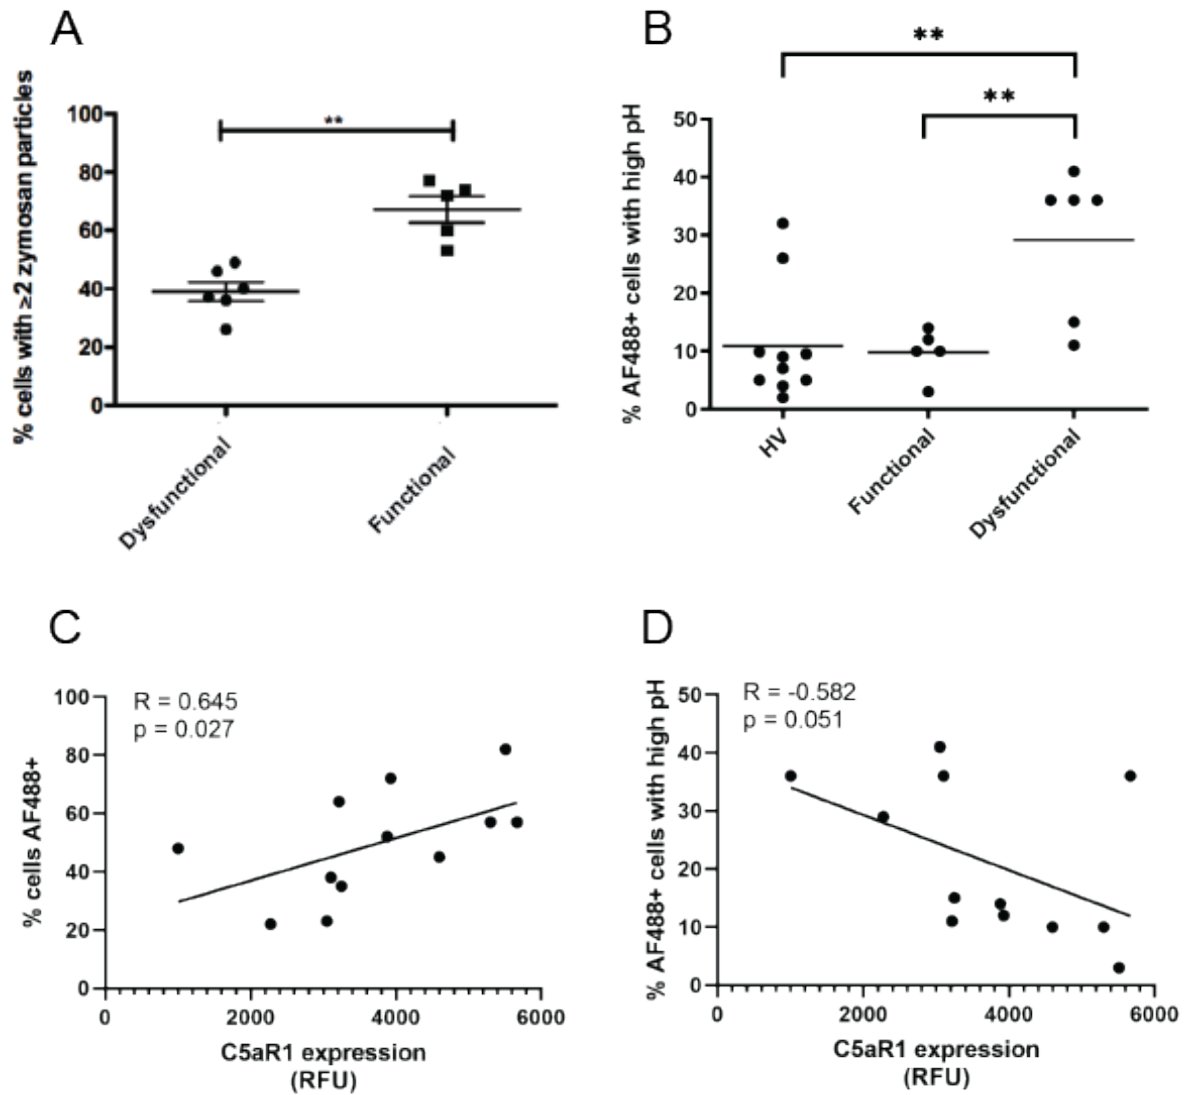 A
% cells with ≥2 zymosan particles
100
80
60
40
20
0
**
Dysfunctional
Functional
B
% AF488+ cells with high pH
50
40
30
20
10
0
**
**
HV
Functional
Dysfunctional
C
R = 0.645
p = 0.027
% cells AF488+
100
80
60
40
20
0
0 2000 4000 6000
C5aR1 expression
(RFU)
D
R = -0.582
p = 0.051
% AF488+ cells with high pH
50
40
30
20
10
0
0 2000 4000 6000
C5aR1 expression
(RFU)